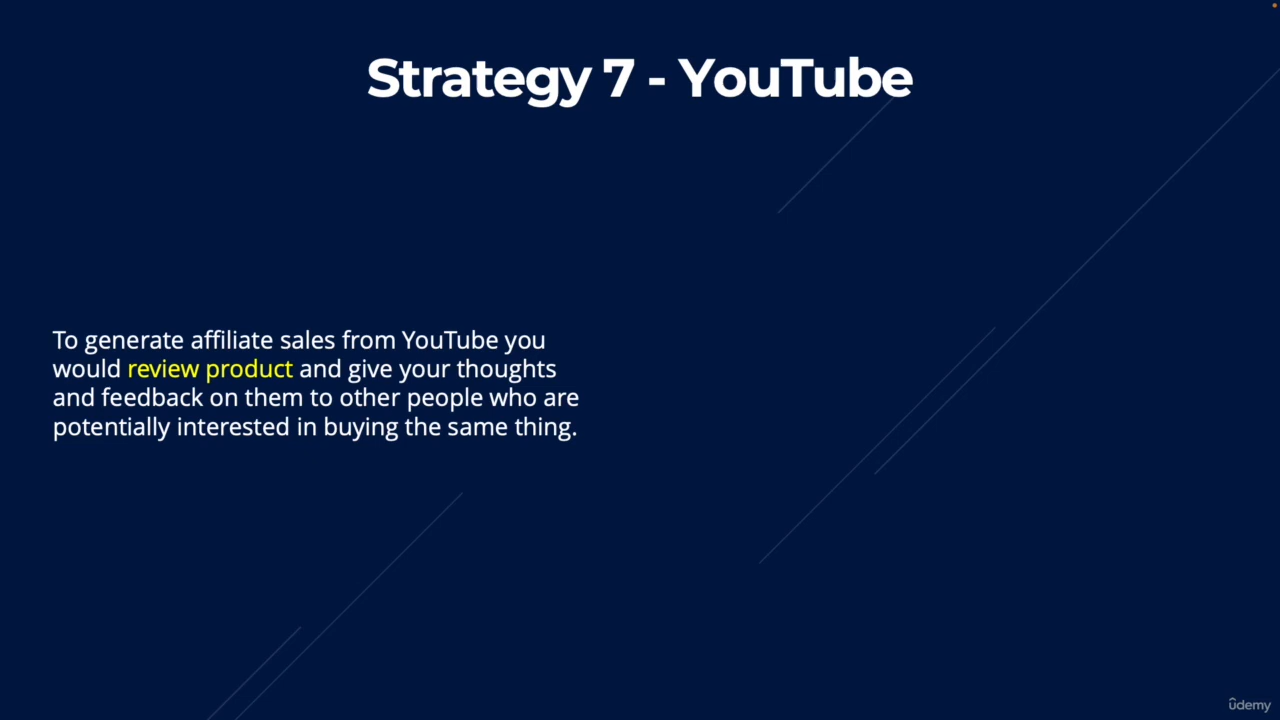 Strategy 7 - YouTube
To generate affiliate sales from YouTube you
would review product and give your thoughts
and feedback on them to other people who are
potentially interested in buying the same thing.
ûdemy